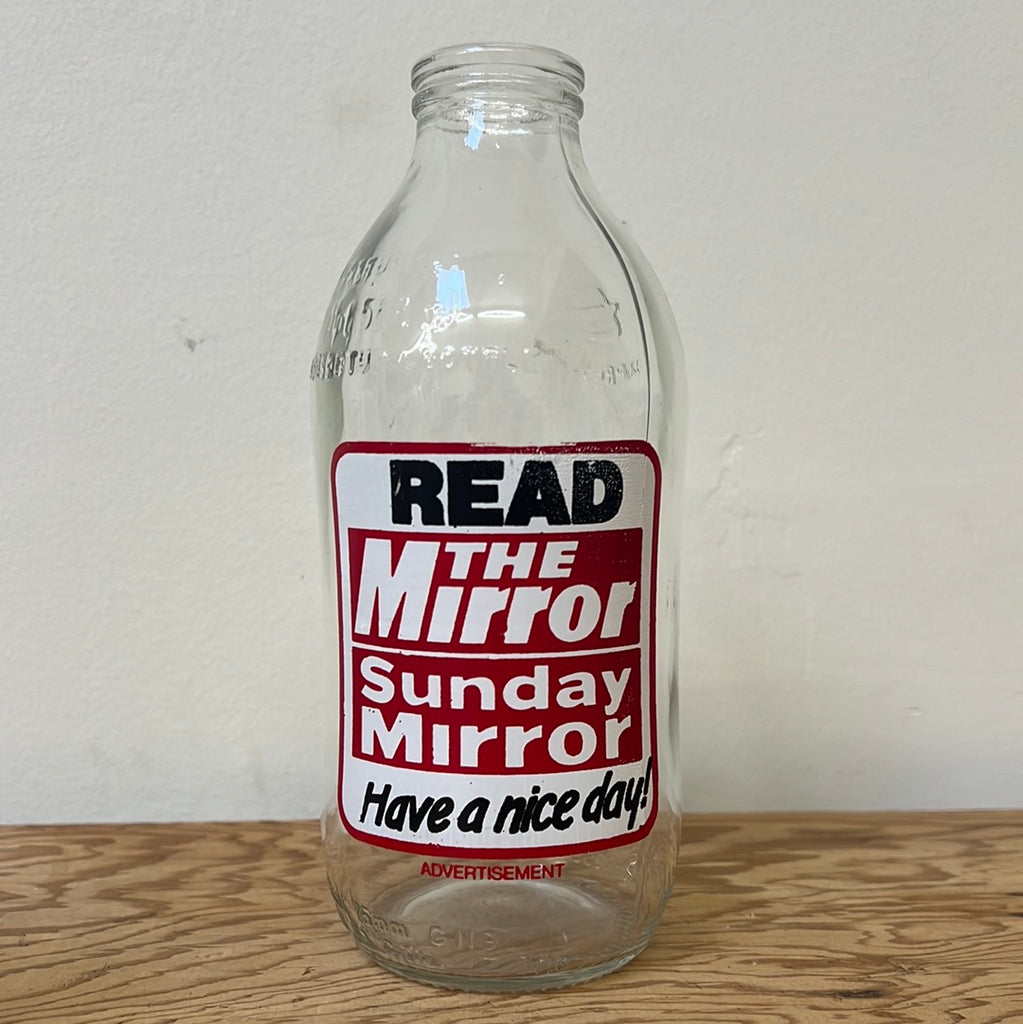 READ
THE
Mirror
Sunday
Mirror
Have a nice day!
ADVERTISEMENT